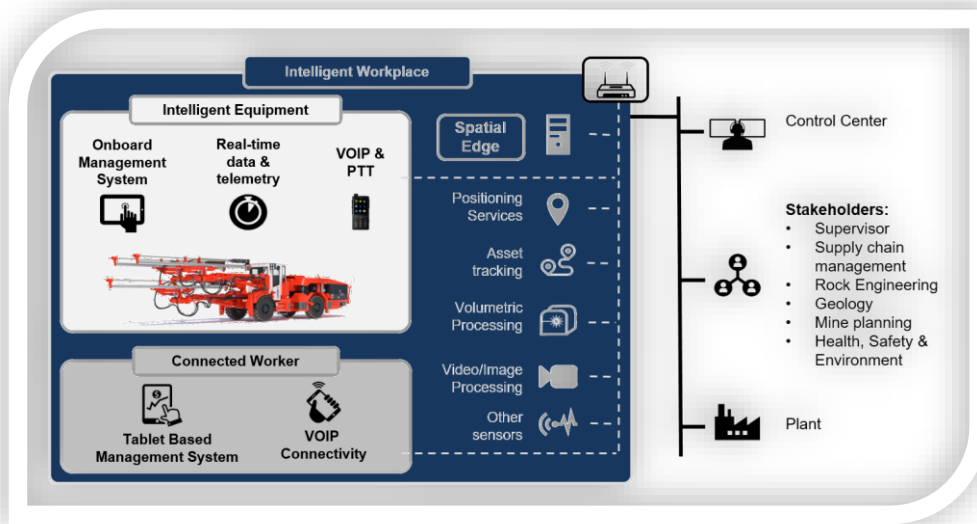 Intelligent Workplace
Intelligent Equipment
Onboard
Management
System
Real-time
data &
telemetry
VOIP &
PTT
Connected Worker
Tablet Based
Management System
VOIP
Connectivity
Spatial
Edge
Positioning
Services
Asset
tracking
Volumetric
Processing
Video/Image
Processing
Other
sensors
Control Center
Stakeholders:
• Supervisor
• Supply chain
management
• Rock Engineering
• Geology
• Mine planning
• Health, Safety &
Environment
Plant